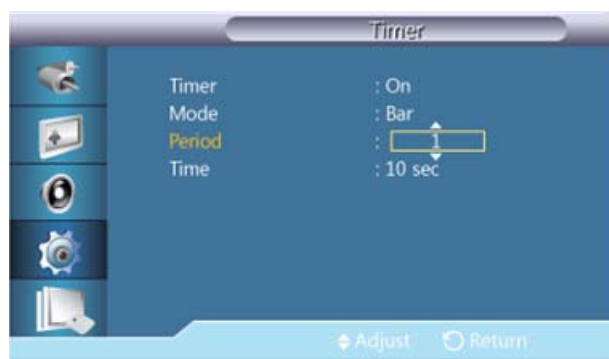 Timer
Timer : On
Mode : Bar
Period : 1
Time : 10 sec
Adjust Return